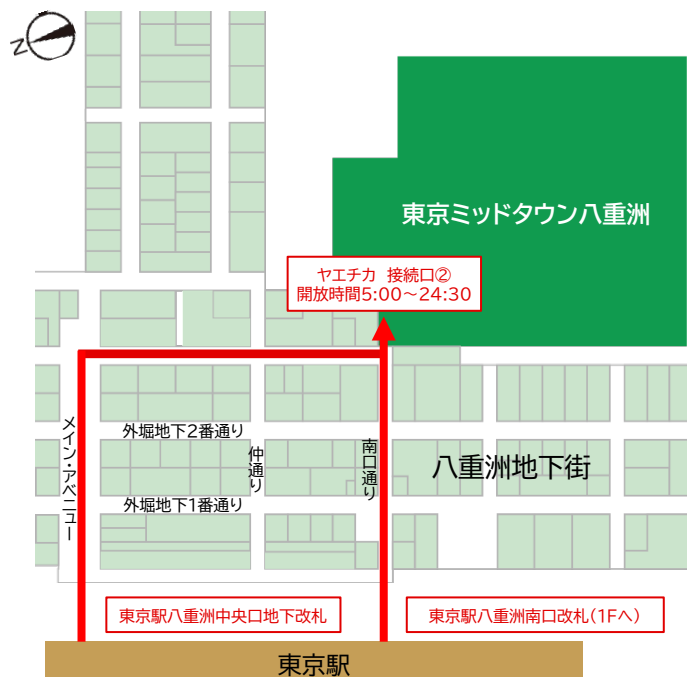 Z
東京ミッドタウン八重洲
ヤエチカ 接続口②
開放時間5:00～24:30
メイン・アベニュー
外堀地下2番通り
仲通り
南口通り
八重洲地下街
外堀地下1番通り
東京駅八重洲中央口地下改札
東京駅八重洲南口改札(1Fへ)
東京駅